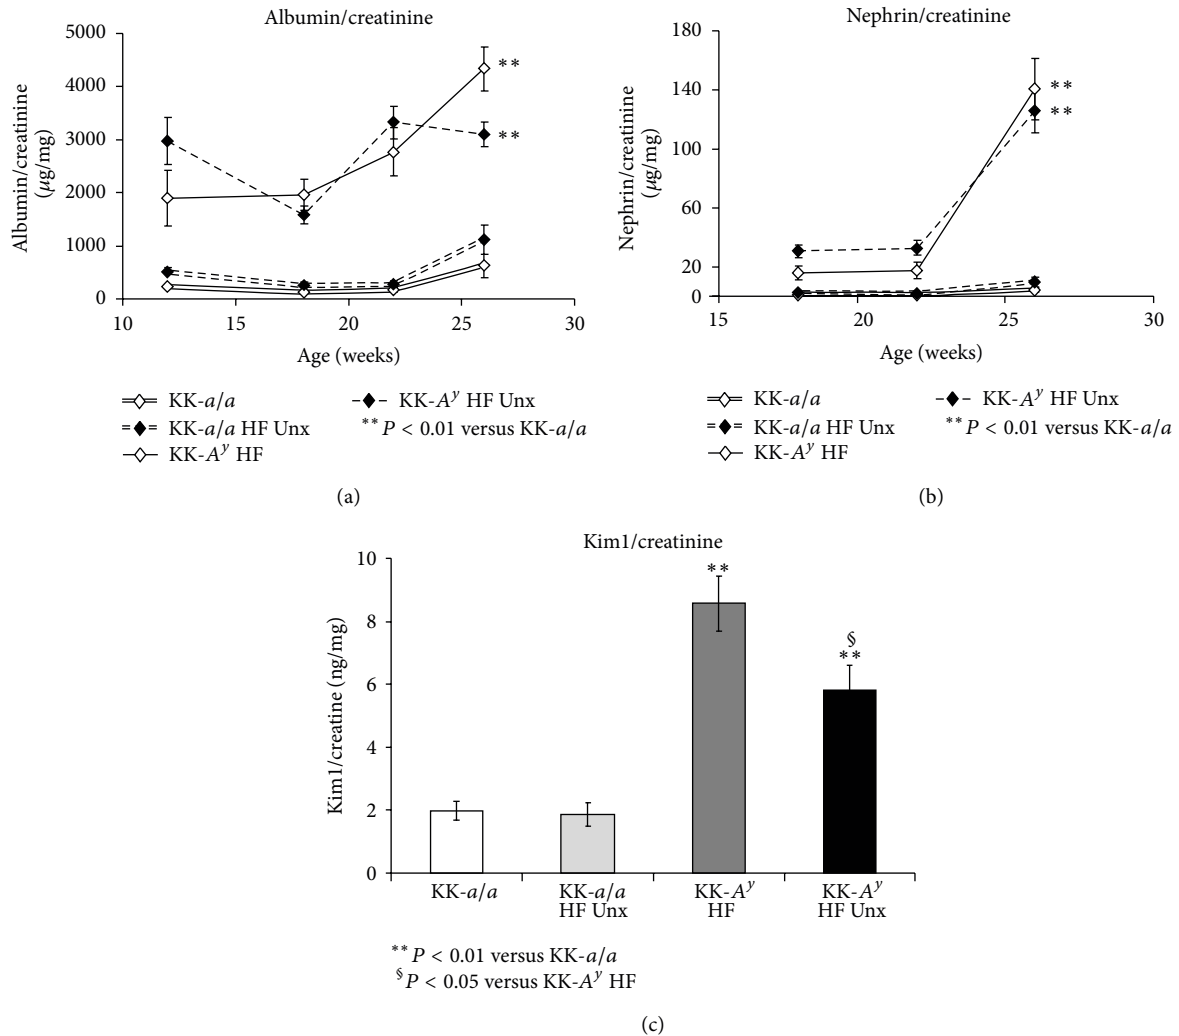 Albumin/creatinine
5000
4000
3000
2000
1000
0
Albumin/creatinine
(μg/mg)
**
**
10 15 20 25 30
Age (weeks)
KK-a/a
KK-a/a HF Unx
KK-A^y HF
KK-A^y HF Unx
**P < 0.01 versus KK-a/a
(a)
Nephrin/creatinine
180
140
100
60
20
0
Nephrin/creatinine
(μg/mg)
**
**
15 20 25 30
Age (weeks)
KK-a/a
KK-a/a HF Unx
KK-A^y HF
KK-A^y HF Unx
**P < 0.01 versus KK-a/a
(b)
Kim1/creatinine
10
8
6
4
2
0
Kim1/creatine (ng/mg)
**
§
**
KK-a/a
KK-a/a
HF Unx
KK-A^y
HF
KK-A^y
HF Unx
**P < 0.01 versus KK-a/a
§P < 0.05 versus KK-A^y HF
(c)